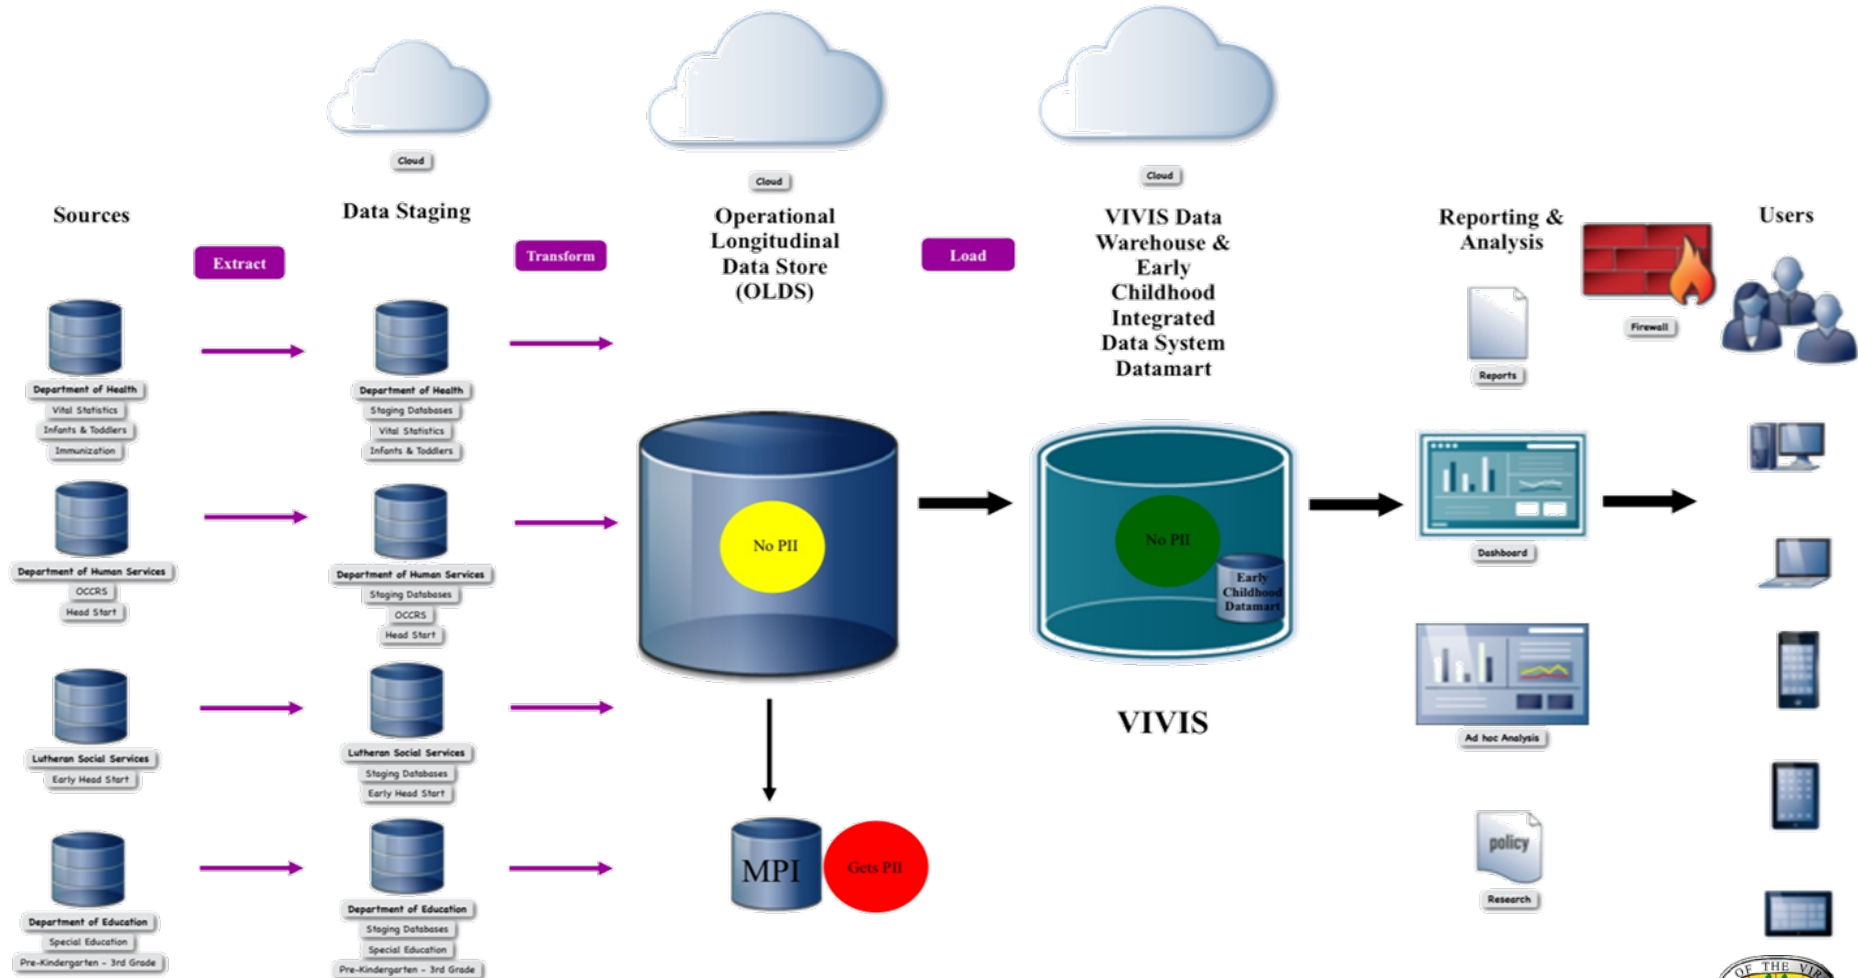 Cloud
Cloud
Cloud
Sources
Data Staging
Operational
Longitudinal
Data Store
(OLDS)
VIVIS Data
Warehouse &
Early
Childhood
Integrated
Data System
Datamart
Reporting &
Analysis
Users
Extract
Transform
Load
Firewall
Department of Health
Vital Statistics
Infants & Toddlers
Immunization
Department of Human Services
OCCRS
Head Start
Lutheran Social Services
Early Head Start
Department of Education
Special Education
Pre-Kindergarten - 3rd Grade
Department of Health
Staging Databases
Vital Statistics
Infants & Toddlers
Department of Human Services
Staging Databases
OCCRS
Head Start
Lutheran Social Services
Staging Databases
Early Head Start
Department of Education
Staging Databases
Special Education
Pre-Kindergarten - 3rd Grade
No PII
MPI
Gets PII
No PII
Early
Childhood
Datamart
VIVIS
Reports
Dashboard
Ad hoc Analysis
policy
Research
OF THE VIR